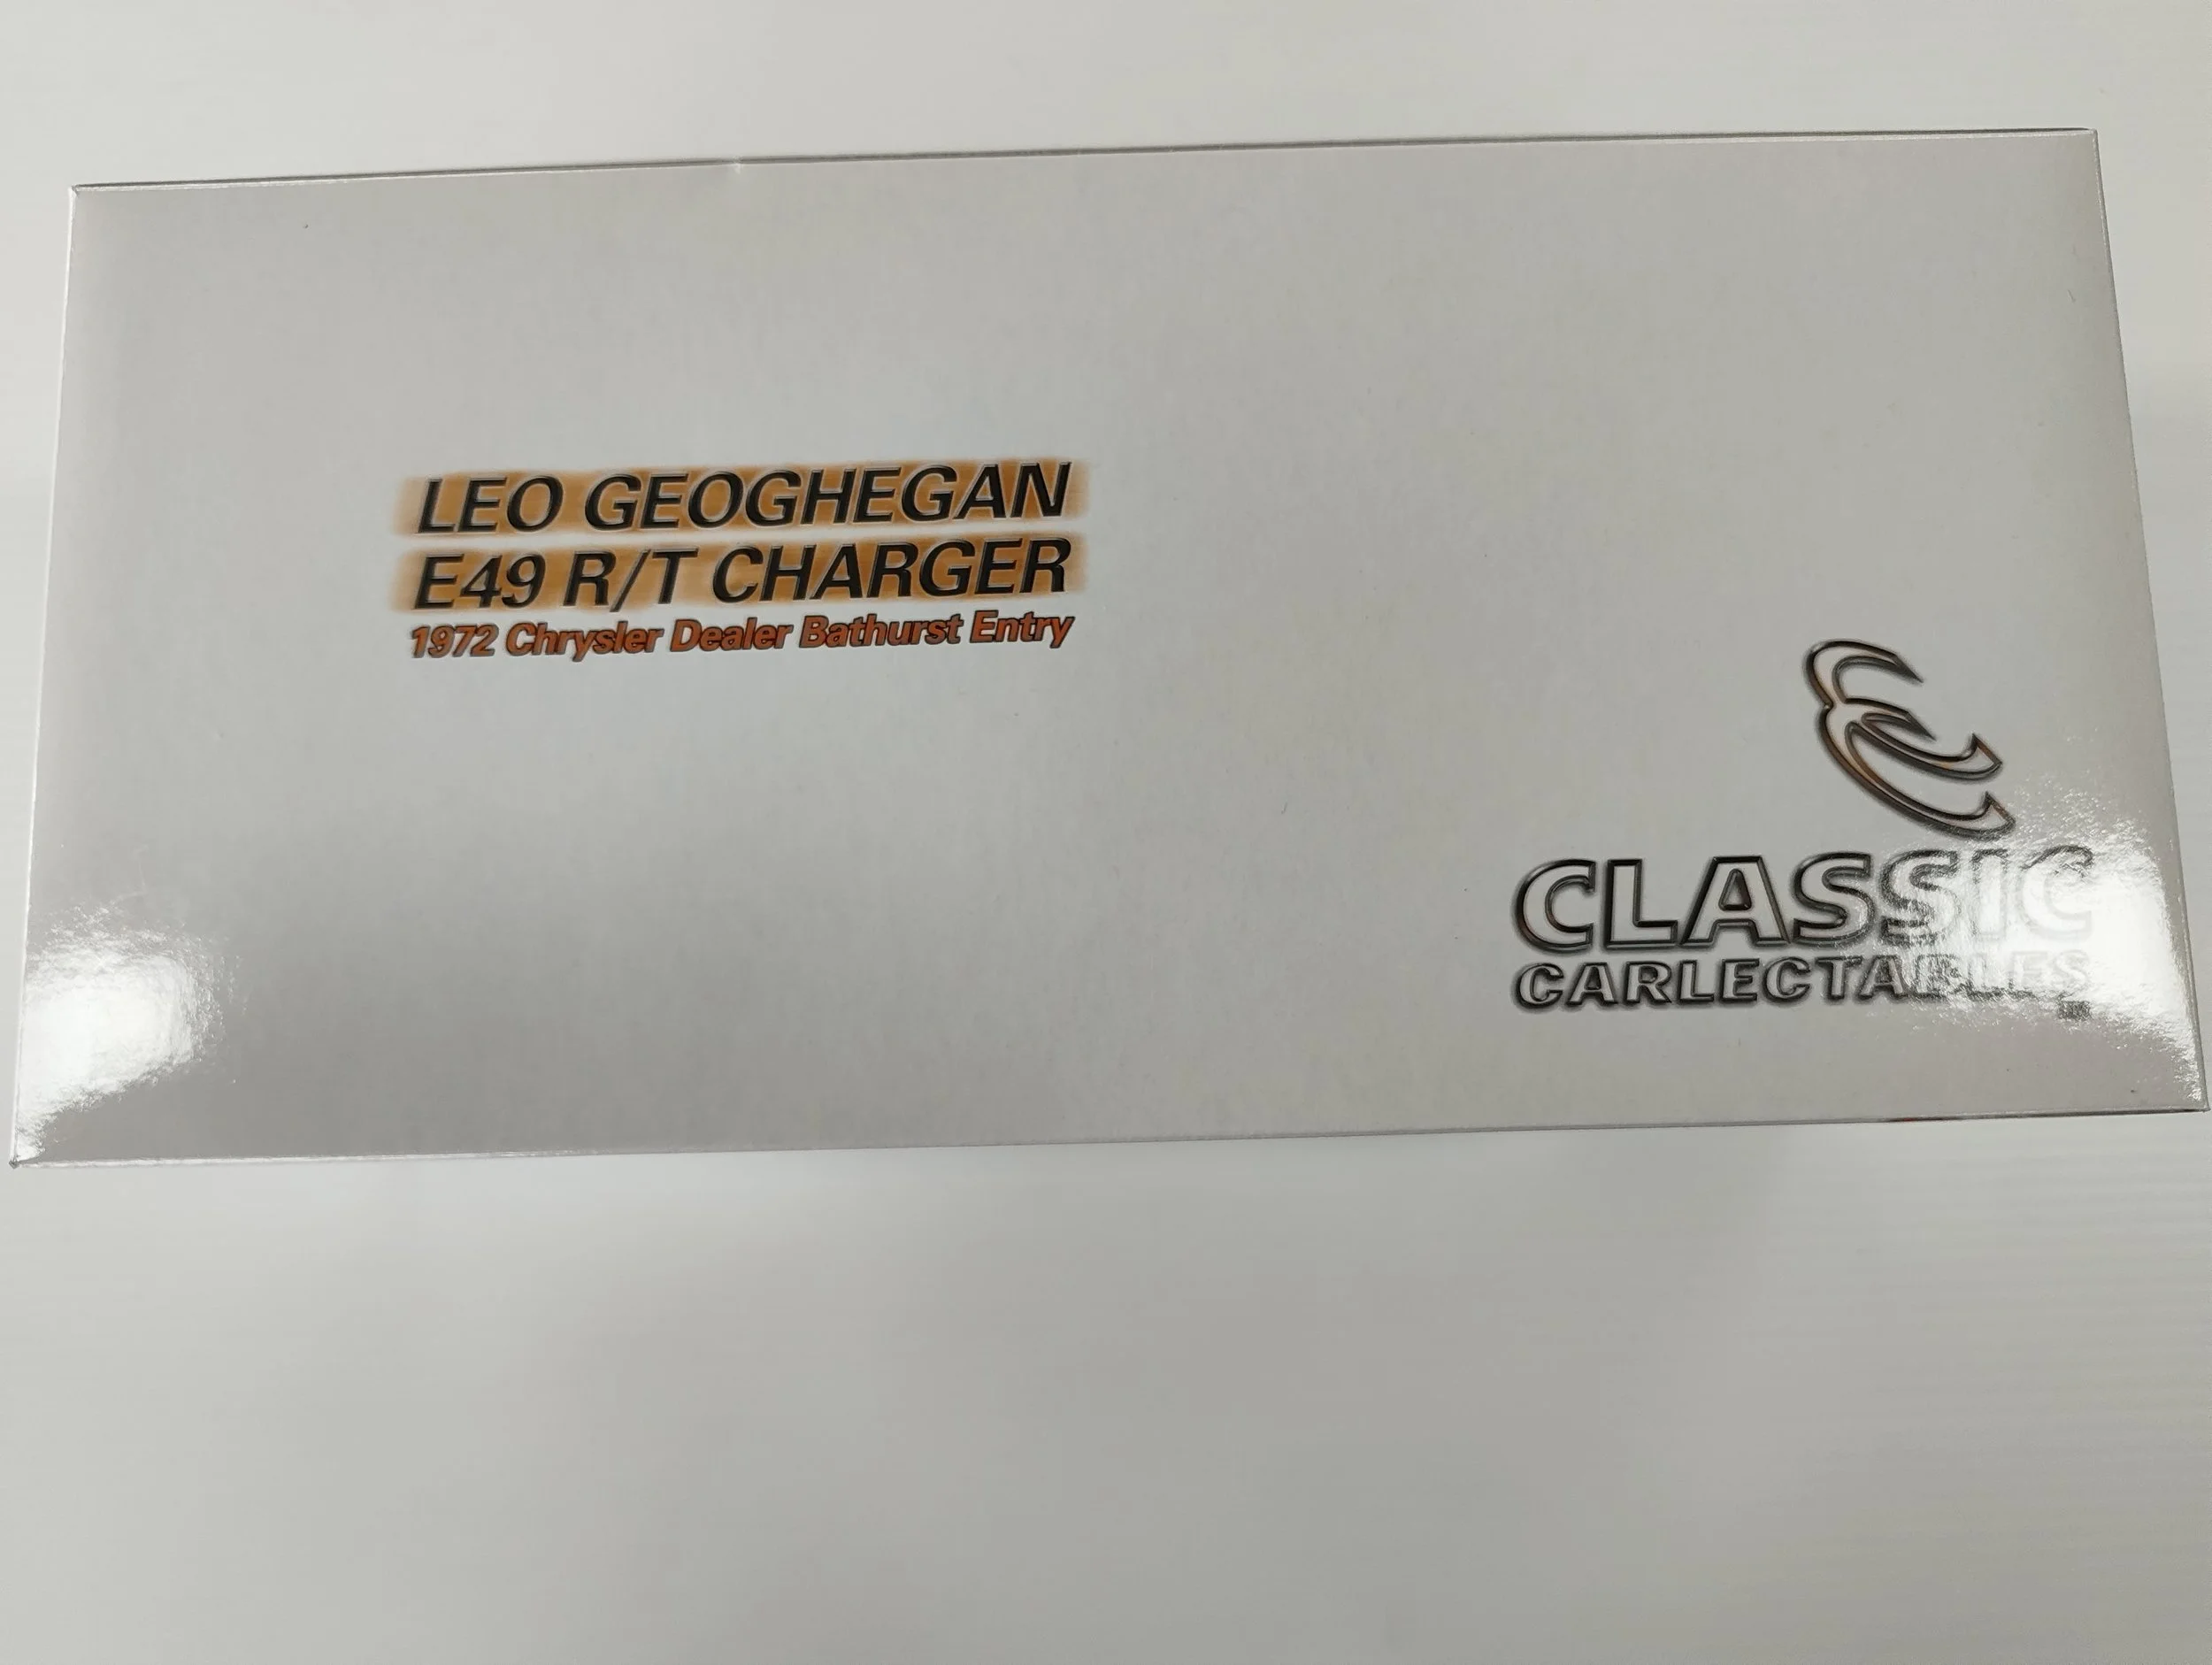 LEO GEOGHEGAN
E49 R/T CHARGER
1972 Chrysler Dealer Bathurst Entry
CLASSIC
CARLECTABLES